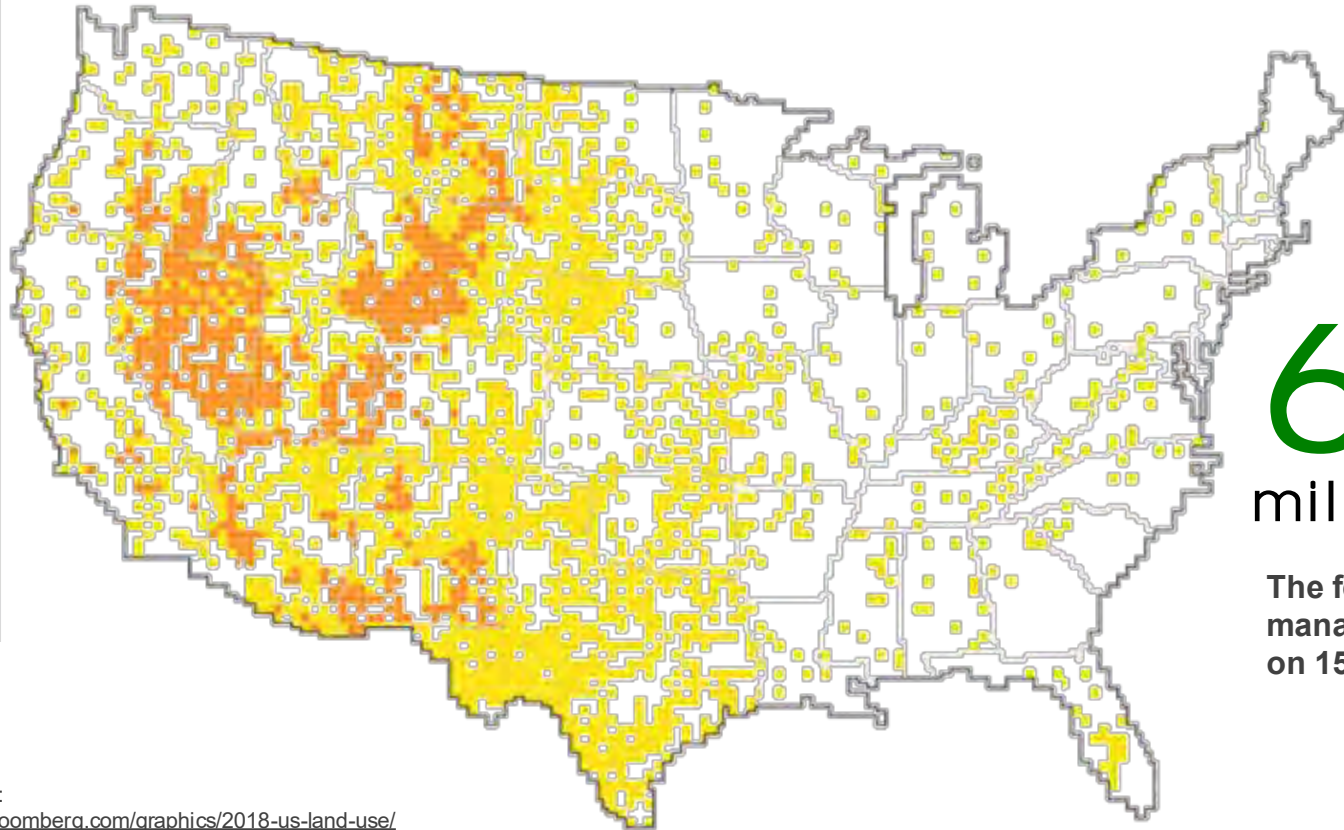 6
mil
The f
mana
on 15
:
oomberg.com/graphics/2018-us-land-use/